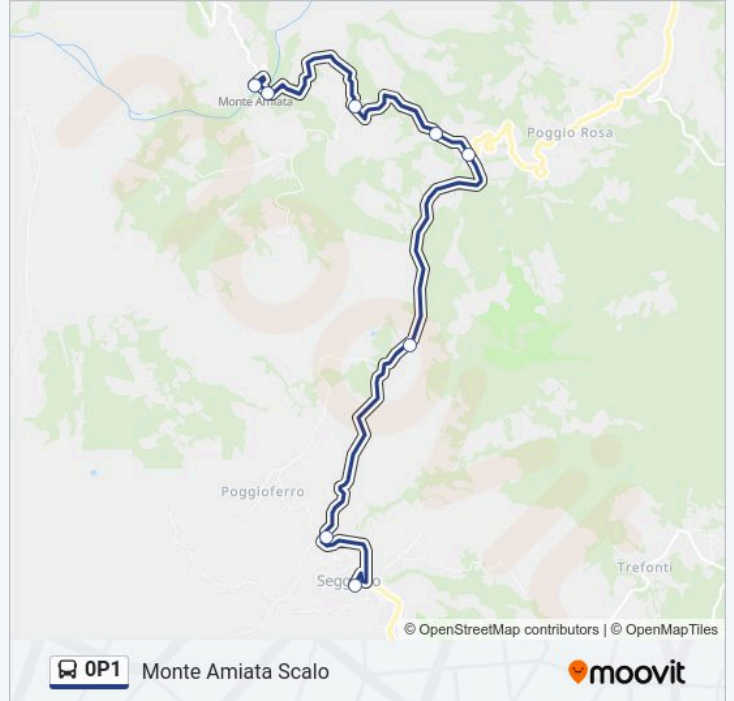 Monte Amiata
Poggio Rosa
Poggioferro
Trefonti
© OpenStreetMap contributors | © OpenMapTiles
0P1 Monte Amiata Scalo
moovit